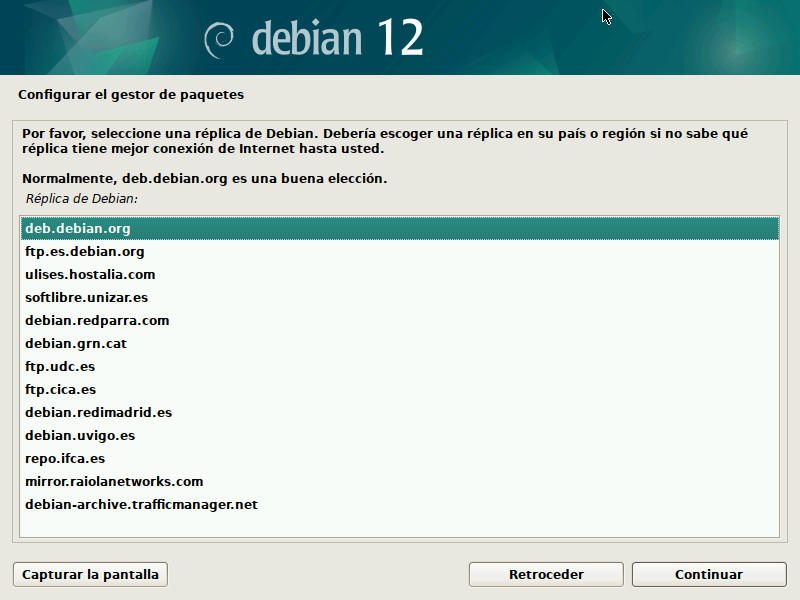 debian 12
Configurar el gestor de paquetes
Por favor, seleccione una réplica de Debian. Debería escoger una réplica en su país o región si no sabe qué
réplica tiene mejor conexión de Internet hasta usted.
Normalmente, deb.debian.org es una buena elección.
Réplica de Debian:
deb.debian.org
ftp.es.debian.org
ulises.hostalia.com
softlibre.unizar.es
debian.redparra.com
debian.grn.cat
ftp.udc.es
ftp.cica.es
debian.redimadrid.es
debian.uvigo.es
repo.ifca.es
mirror.raiolanetworks.com
debian-archive.trafficmanager.net
Capturar la pantalla
Retroceder
Continuar